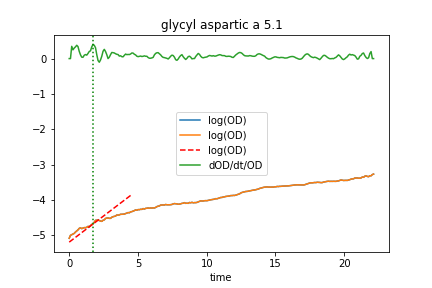 glycyl aspartic a 5.1
0
−1
−2
−3
−4
−5
log(OD)
log(OD)
log(OD)
dOD/dt/OD
0 5 10 15 20
time